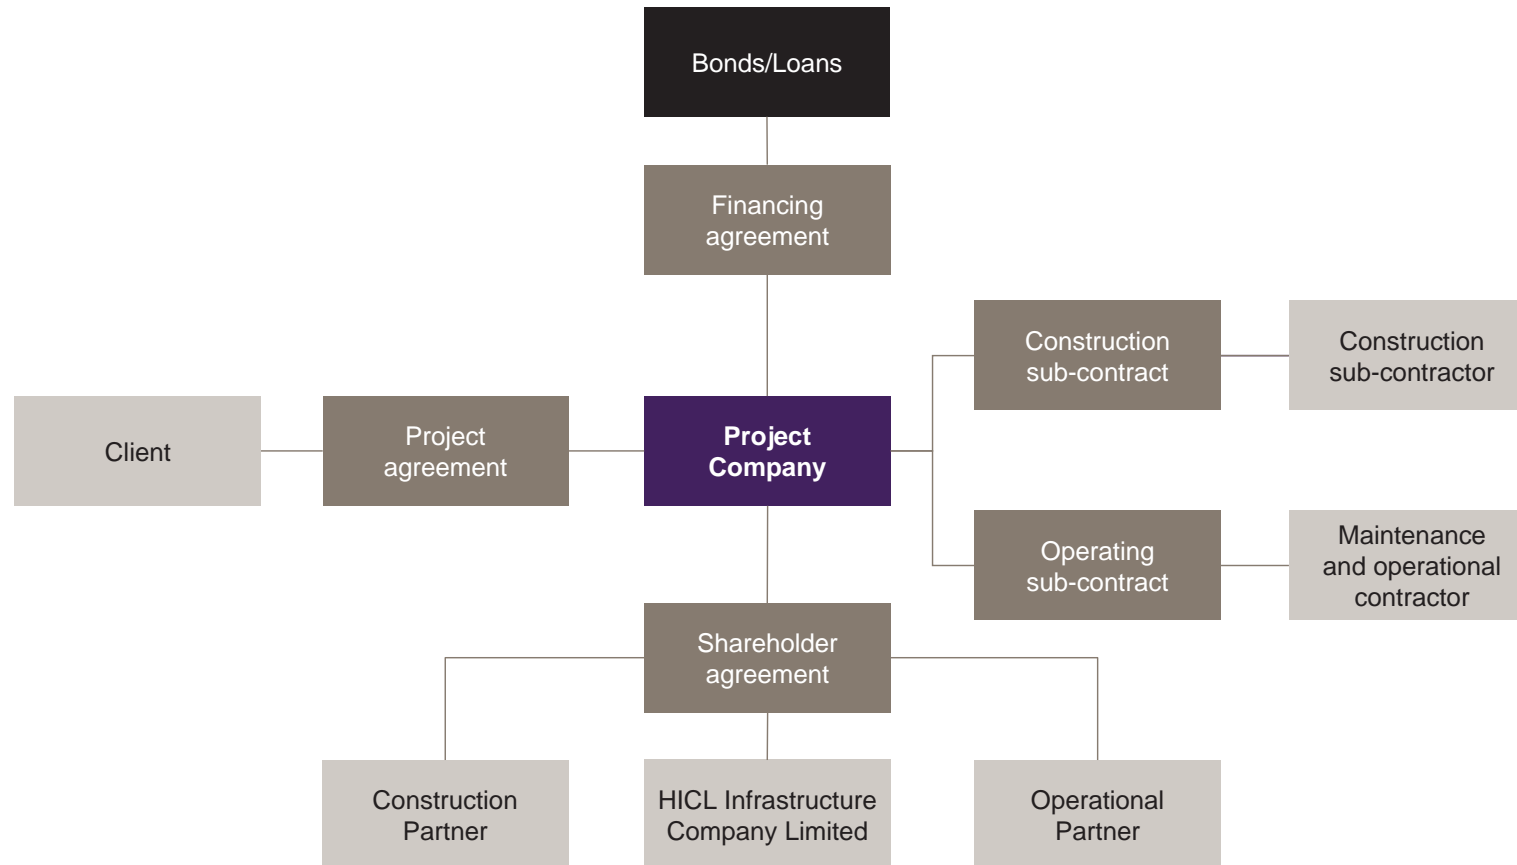 Bonds/Loans
Financing
agreement
Construction
sub-contract
Construction
sub-contractor
Client
Project
agreement
Project
Company
Operating
sub-contract
Maintenance
and operational
contractor
Shareholder
agreement
Construction
Partner
HICL Infrastructure
Company Limited
Operational
Partner